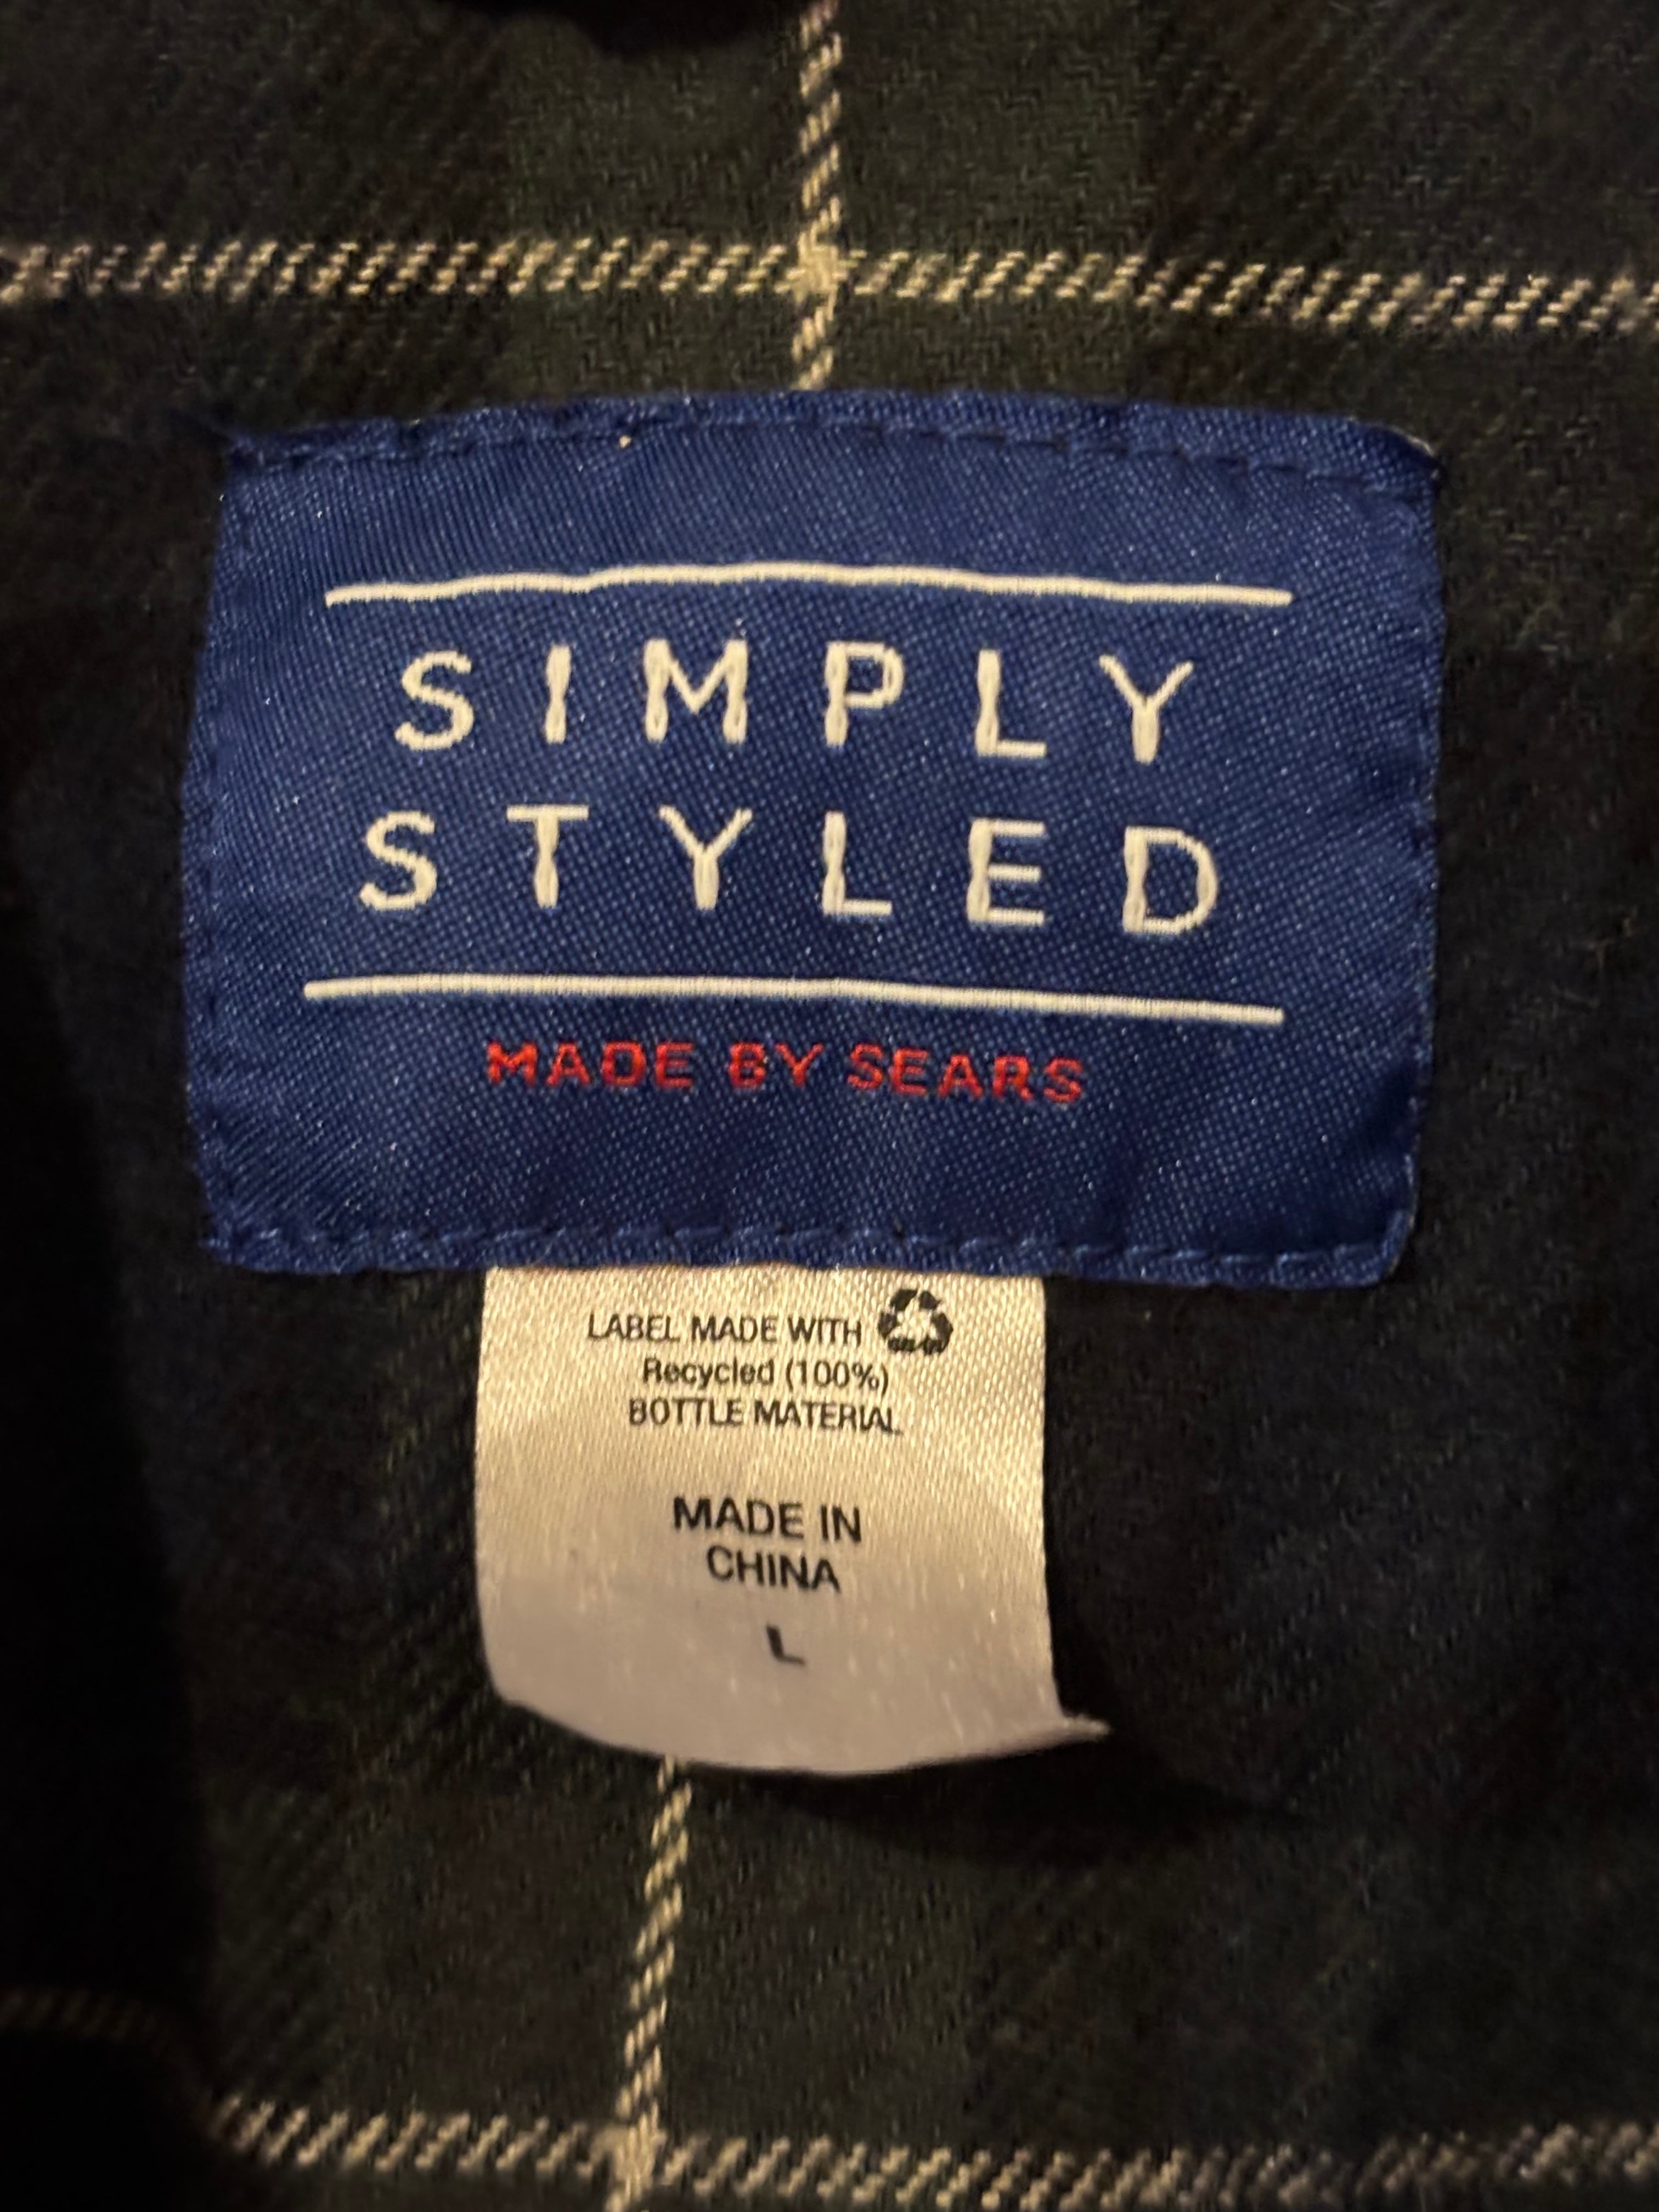 SIMPLY
STYLED
MADE BY SEARS
LABEL MADE WITH
Recycled (100%)
BOTTLE MATERIAL
MADE IN
CHINA
L